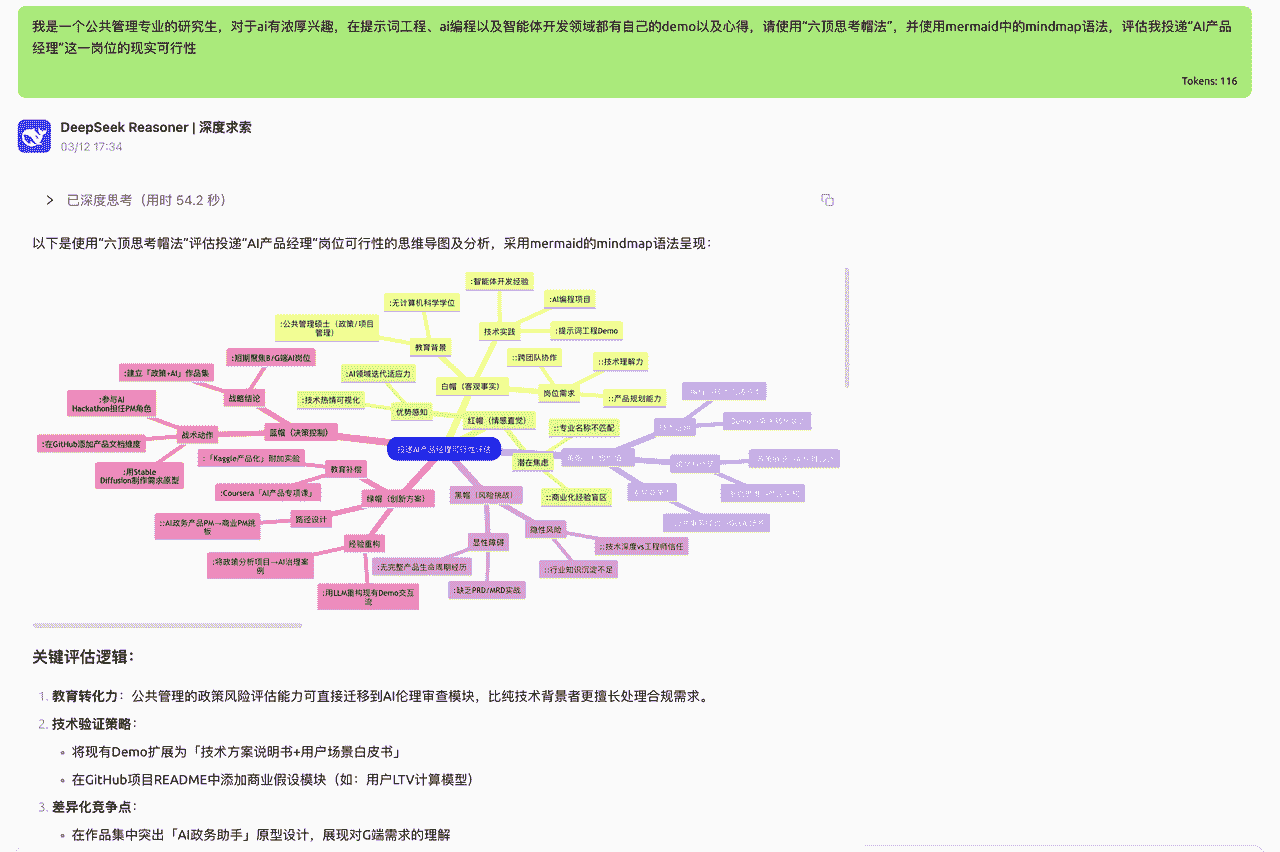 我是一个公共管理专业的研究生，对于ai有浓厚兴趣，在提示词工程、ai编程以及智能体开发领域都有自己的demo以及心得，请使用“六顶思考帽法”，并使用mermaid中的mindmap语法，评估我投递“AI产品
经理”这一岗位的现实可行性
Tokens: 116
DeepSeek Reasoner | 深度求索
03/12 17:34
已深度思考（用时 54.2 秒）
以下是使用“六顶思考帽法”评估投递“AI产品经理”岗位可行性的思维导图及分析，采用mermaid的mindmap语法呈现：
:智能体开发经验
:无计算机科学学位
:AI编程项目
:公共管理硕士（政策/项目
管理）
技术实践
:提示词工程Demo
教育背景
:短期聚焦B/G端AI岗位
::跨团队协作
::技术理解力
:建立「政策+AI」作品集
:AI领域迭代适应力
白帽（客观事实）
岗位需求
战略结论
:技术热情可视化
::产品规划能力
:参与AI
Hackathon担任PM角色
优势感知
红帽（情感直觉）
::专业名称不匹配
战术动作
蓝帽（决策控制）
:在GitHub添加产品文档维度
:「Kaggle产品化」附加实验
潜在焦虑
:用Stable
Diffusion制作需求原型
教育补偿
:Coursera「AI产品专项课」
绿帽（创新方案）
黑帽（风险挑战）
::商业化经验盲区
::AI政务产品PM→商业PM跳
板
路径设计
隐性风险
经验重构
显性障碍
::技术深度vs工程师信任
:将政策分析项目→AI治理案
例
:无完整产品生命周期经历
::行业知识沉淀不足
:用LLM重构现有Demo交互
流
:缺乏PRD/MRD实战
关键评估逻辑：
1. 教育转化力：公共管理的政策风险评估能力可直接迁移到AI伦理审查模块，比纯技术背景者更擅长处理合规需求。
2. 技术验证策略：
• 将现有Demo扩展为「技术方案说明书+用户场景白皮书」
• 在GitHub项目README中添加商业假设模块（如：用户LTV计算模型）
3. 差异化竞争点：
• 在作品集中突出「AI政务助手」原型设计，展现对G端需求的理解